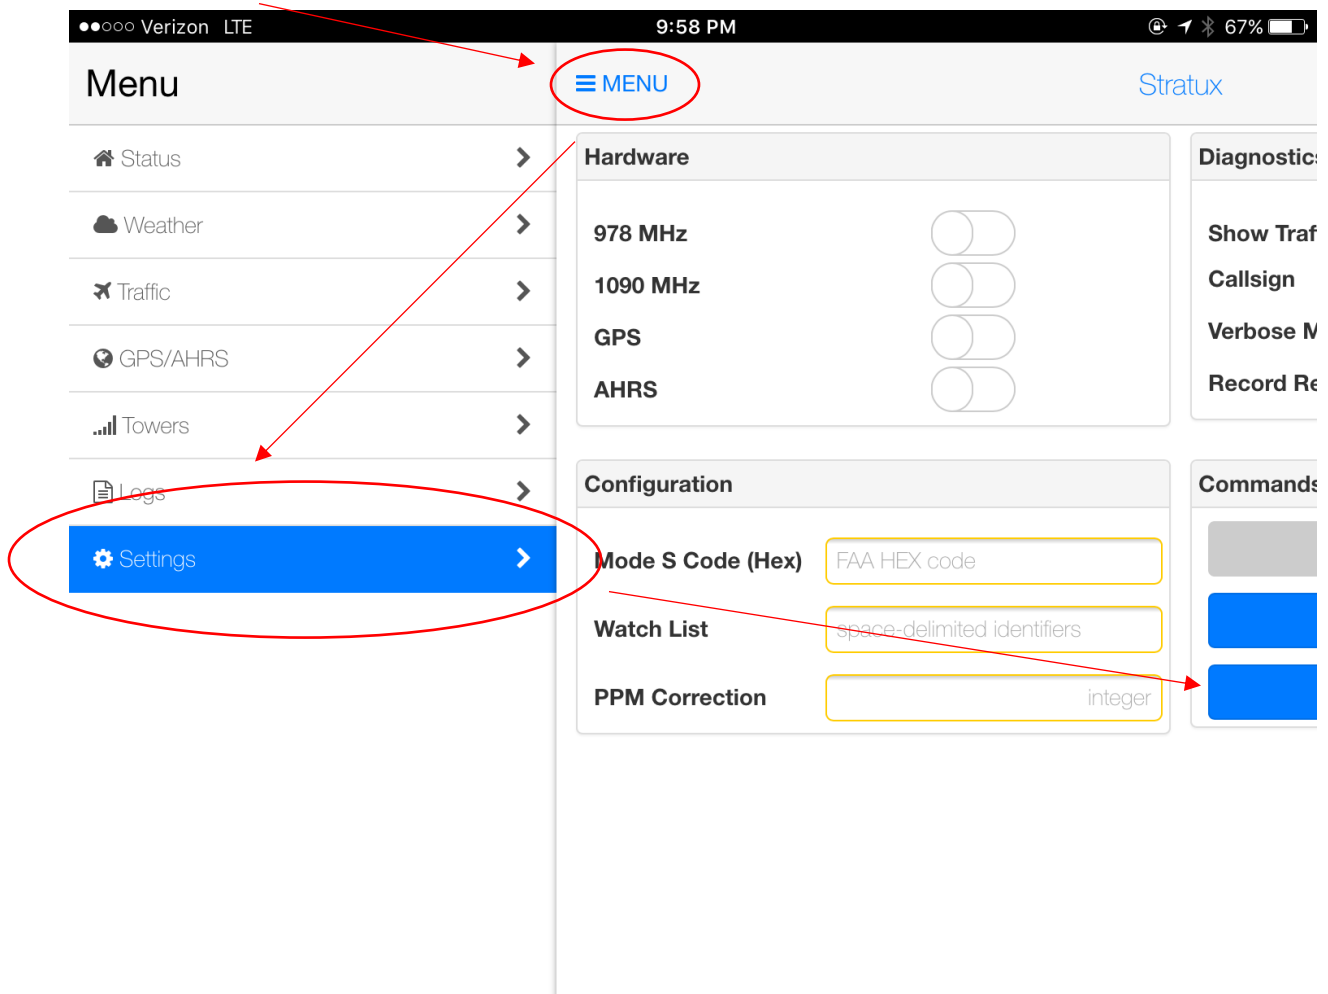 Verizon LTE 9:58 PM 67%
Menu
MENU
Stratux
Status
Weather
Traffic
GPS/AHRS
Towers
Logs
Settings
Hardware
978 MHz
1090 MHz
GPS
AHRS
Diagnostics
Show Traf
Callsign
Verbose M
Record Re
Configuration
Mode S Code (Hex) FAA HEX code
Watch List space-delimited identifiers
PPM Correction integer
Commands